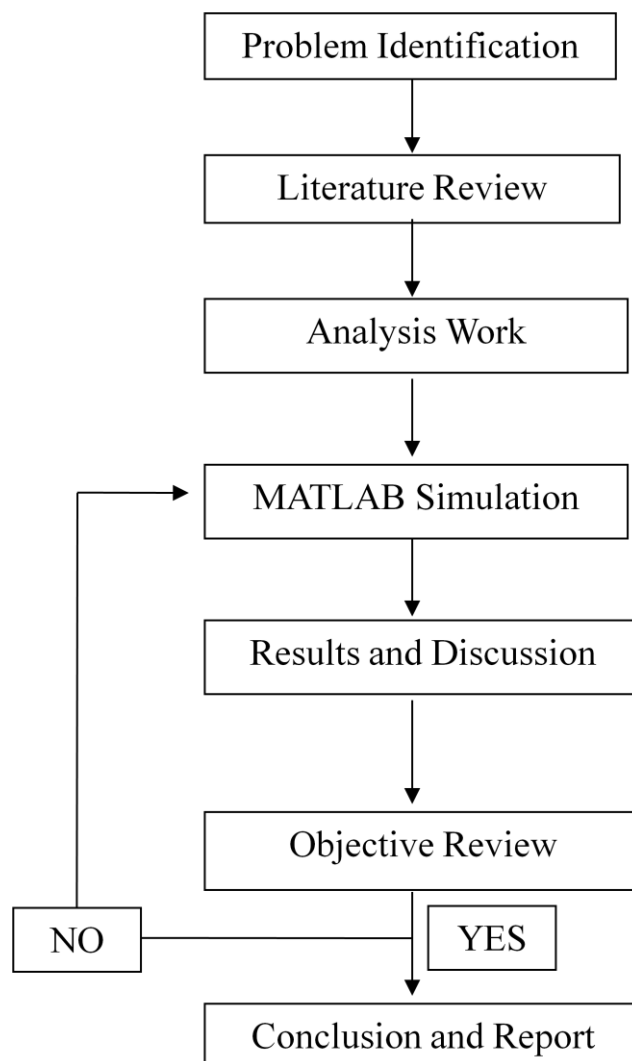 Problem Identification
Literature Review
Analysis Work
MATLAB Simulation
Results and Discussion
Objective Review
NO
YES
Conclusion and Report